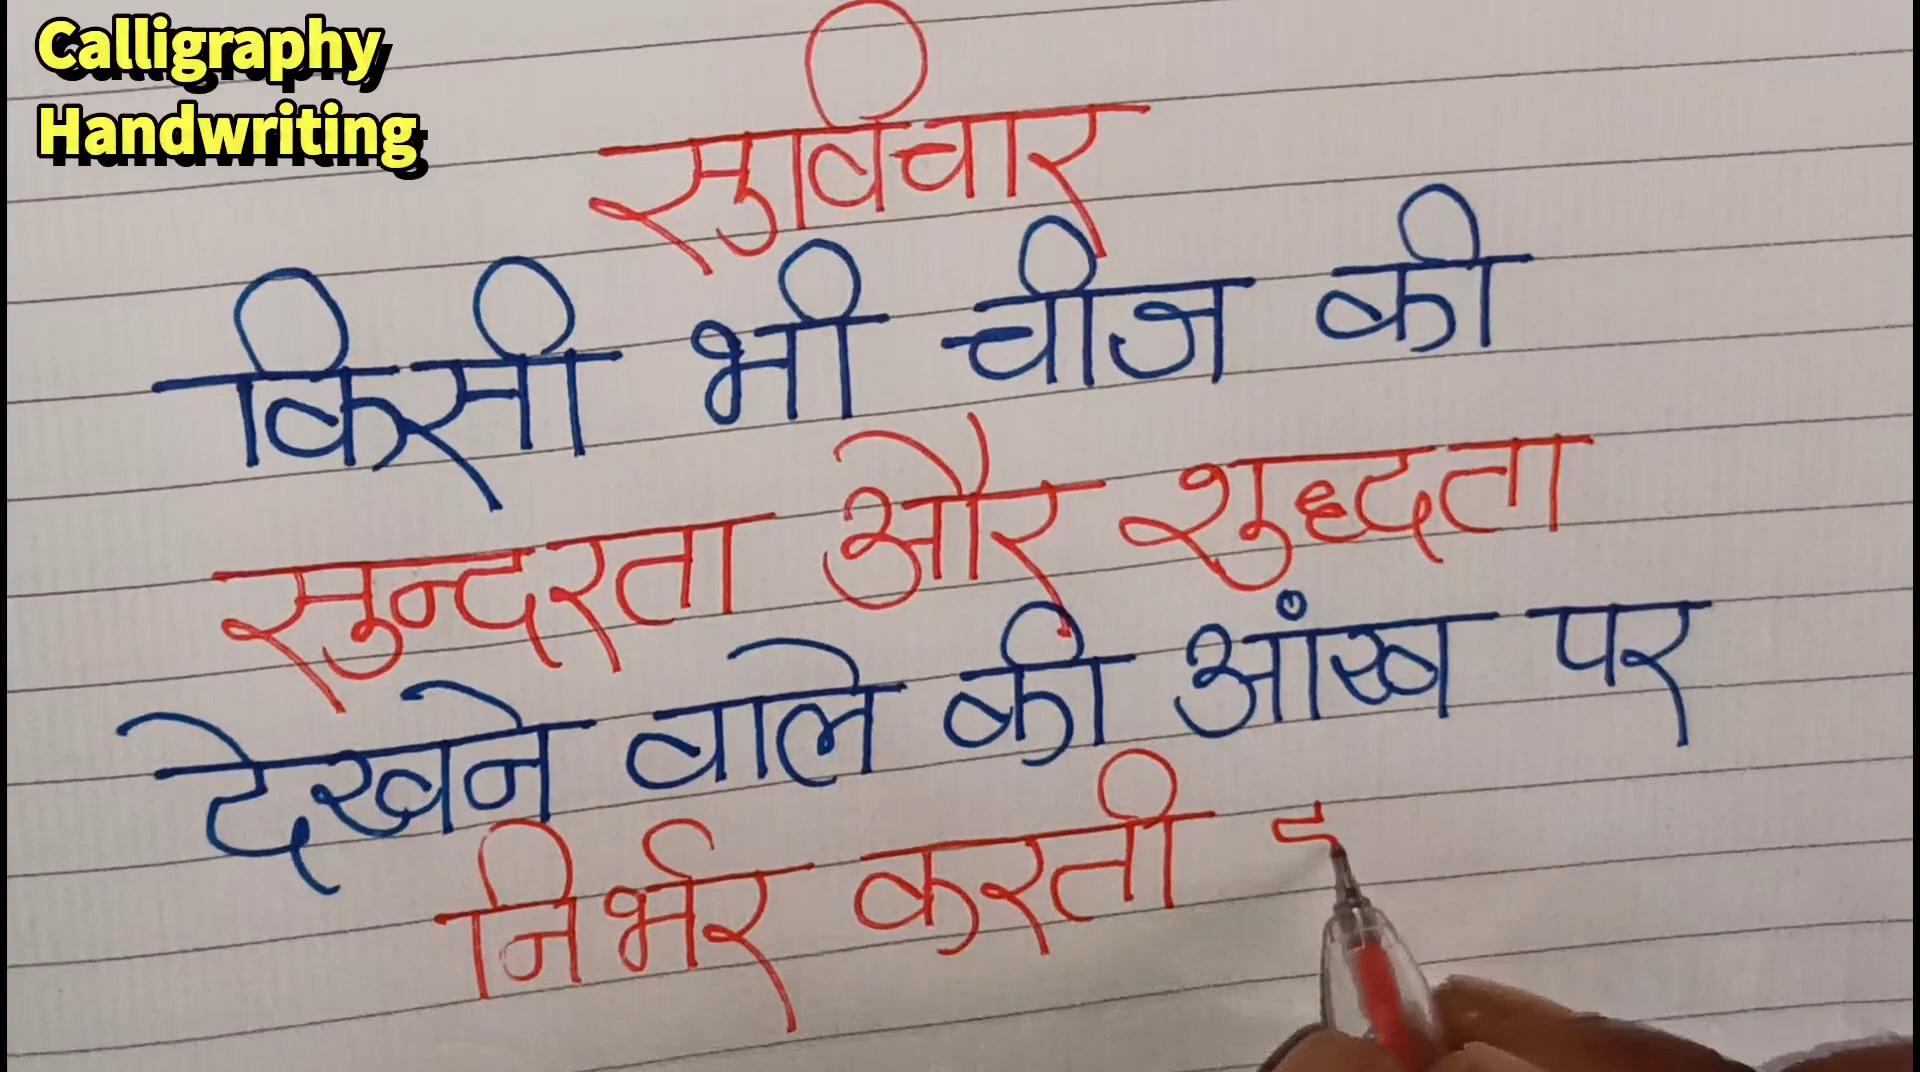 Calligraphy
Handwriting
सुविचार
किसी भी चीज की
सुन्दरता और शुद्धता
देखने वाले की आंख पर
निर्भर करती